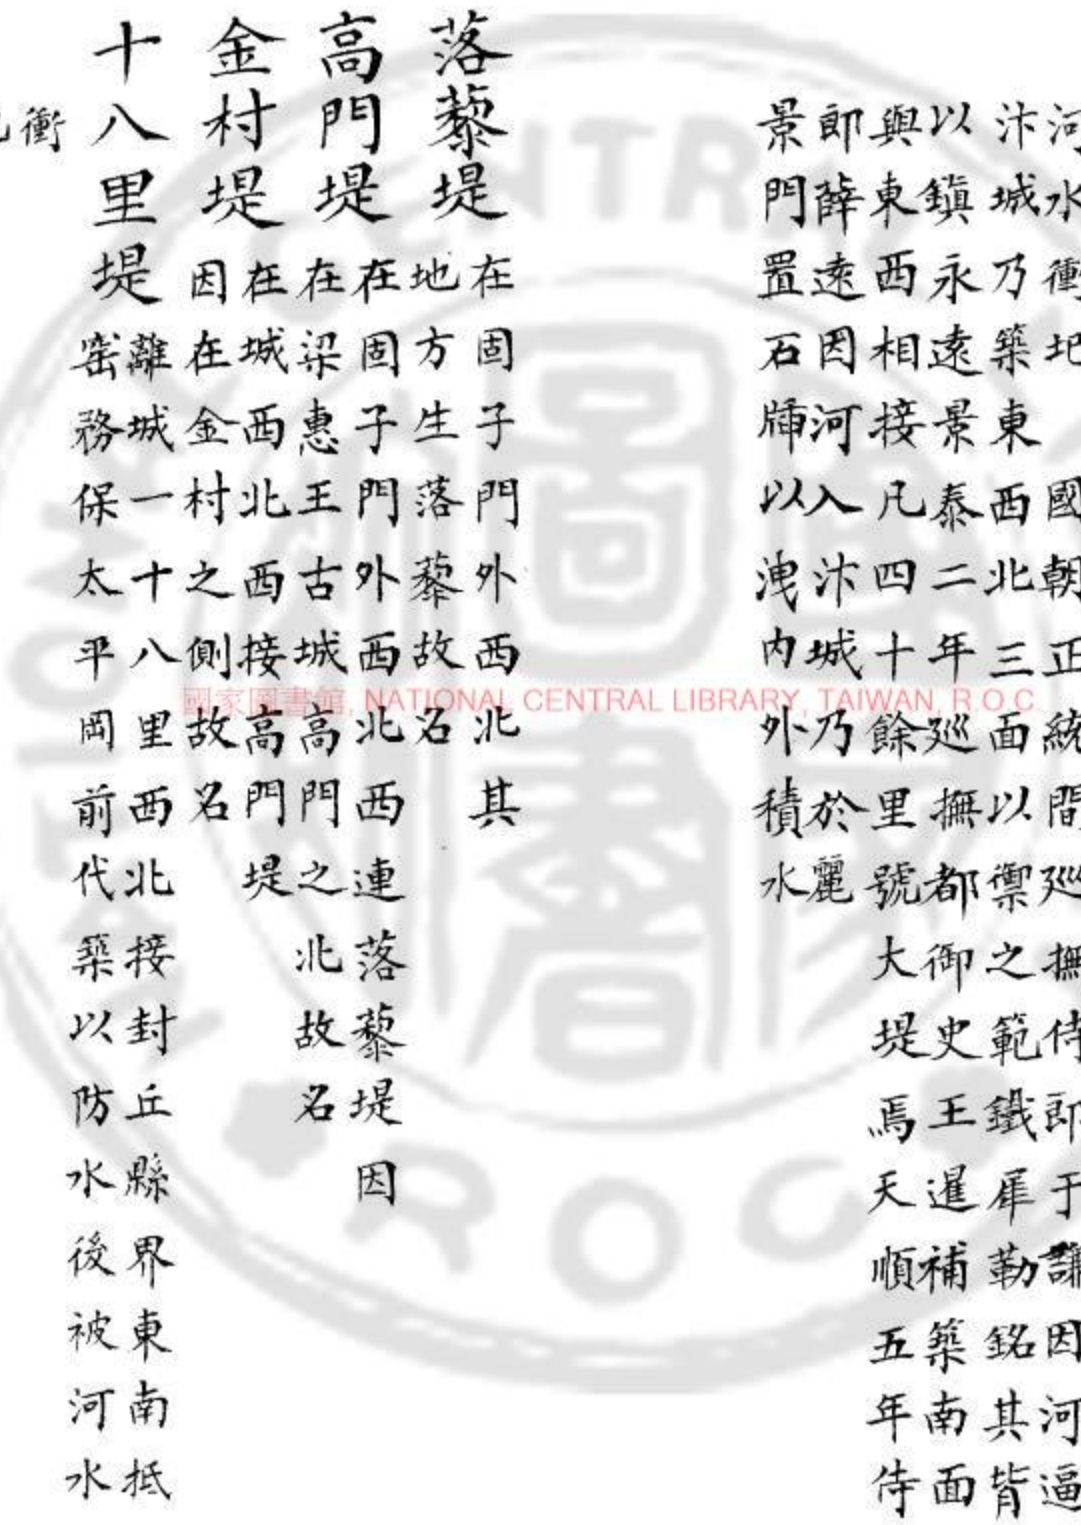 河水衝圮　國朝正統間廵撫侍郎于謙因河逼
汴城乃築東西北三面以禦之範鐵犀勒銘其背
以鎮永遠景泰二年廵撫都御史王暹補築南面
與東西相接凡四十餘里號大堤焉天順五年侍
郎薛遠因河入汴城乃於麗
景門置石牐以洩内外積水
落藜堤
在固子門外西北其
地方生落藜故名
高門堤
在固子門外西北西連落藜堤因
在梁惠王古城高門之北故名
金村堤
在城西北西接高門堤
因在金村之側故名
十八里堤
離城一十八里西北接封丘縣界東南抵
窑務保太平岡前代築以防水後被河水
衝
國家圖書館, NATIONAL CENTRAL LIBRARY, TAIWAN, R.O.C.
CENTRAL
圖書
ROC